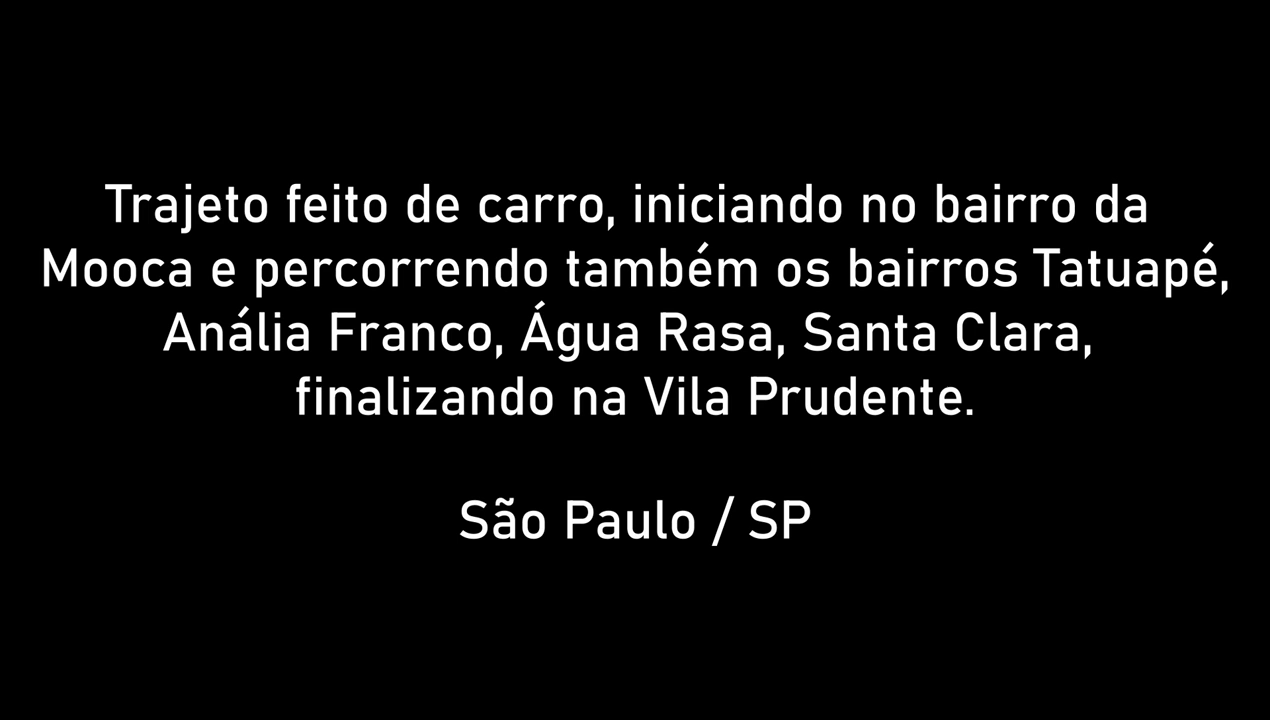 Trajeto feito de carro, iniciando no bairro da
Mooca e percorrendo também os bairros Tatuapé,
Anália Franco, Água Rasa, Santa Clara,
finalizando na Vila Prudente.
São Paulo / SP